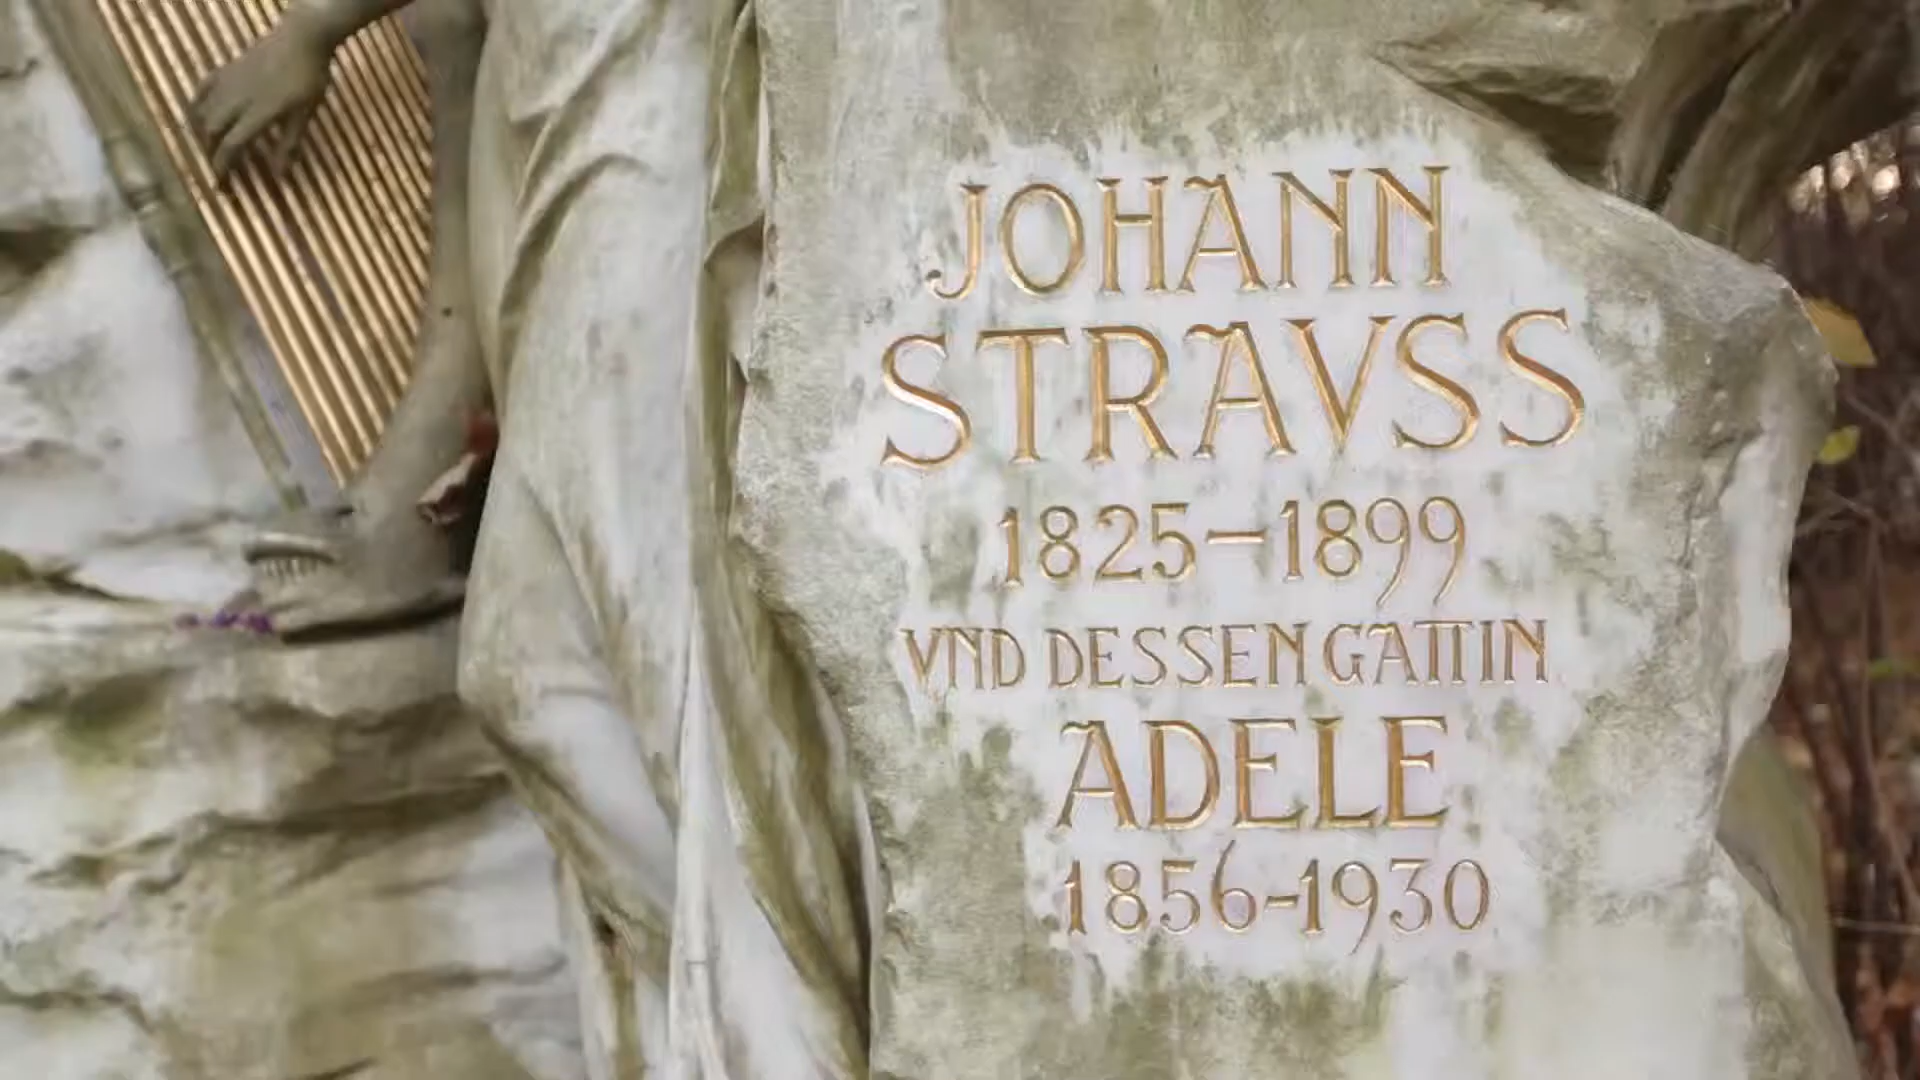 JOHANN
STRAVSS
1825–1899
VND DESSEN GATTIN
ADELE
1856-1930